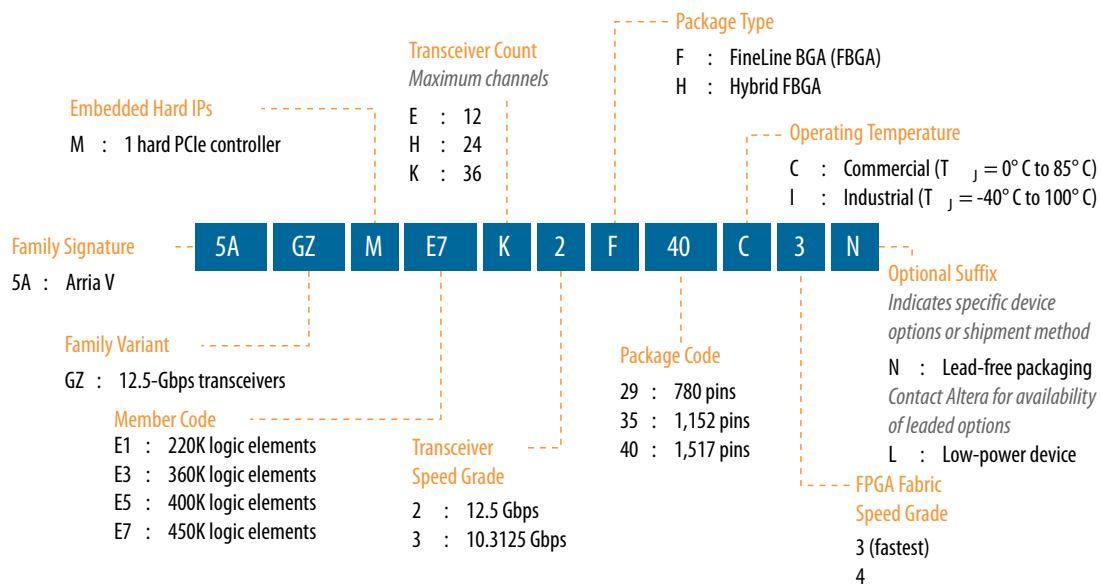 Package Type
F : FineLine BGA (FBGA)
H : Hybrid FBGA
Transceiver Count
Maximum channels
E : 12
H : 24
K : 36
Embedded Hard IPs
M : 1 hard PCIe controller
Operating Temperature
C : Commercial (T J = 0° C to 85° C)
I : Industrial (T J = -40° C to 100° C)
Family Signature
5A : Arria V
5A GZ M E7 K 2 F 40 C 3 N
Optional Suffix
Indicates specific device
options or shipment method
N : Lead-free packaging
Contact Altera for availability
of leaded options
L : Low-power device
Family Variant
GZ : 12.5-Gbps transceivers
Package Code
29 : 780 pins
35 : 1,152 pins
40 : 1,517 pins
Member Code
E1 : 220K logic elements
E3 : 360K logic elements
E5 : 400K logic elements
E7 : 450K logic elements
Transceiver
Speed Grade
2 : 12.5 Gbps
3 : 10.3125 Gbps
FPGA Fabric
Speed Grade
3 (fastest)
4